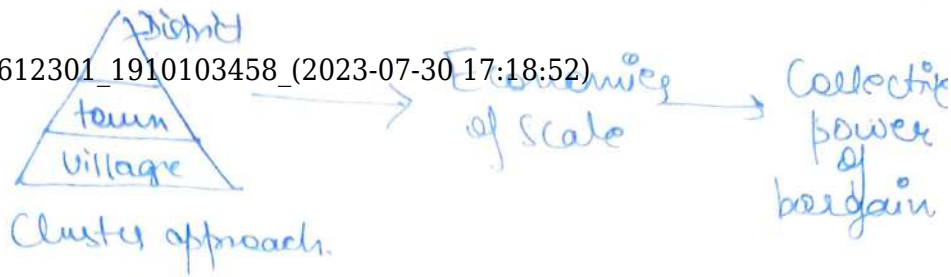 District
612301_1910103458_(2023-07-30 17:18:52)
town
Village
Cluster approach.
Economies
of scale
Collective
power
of
bargain